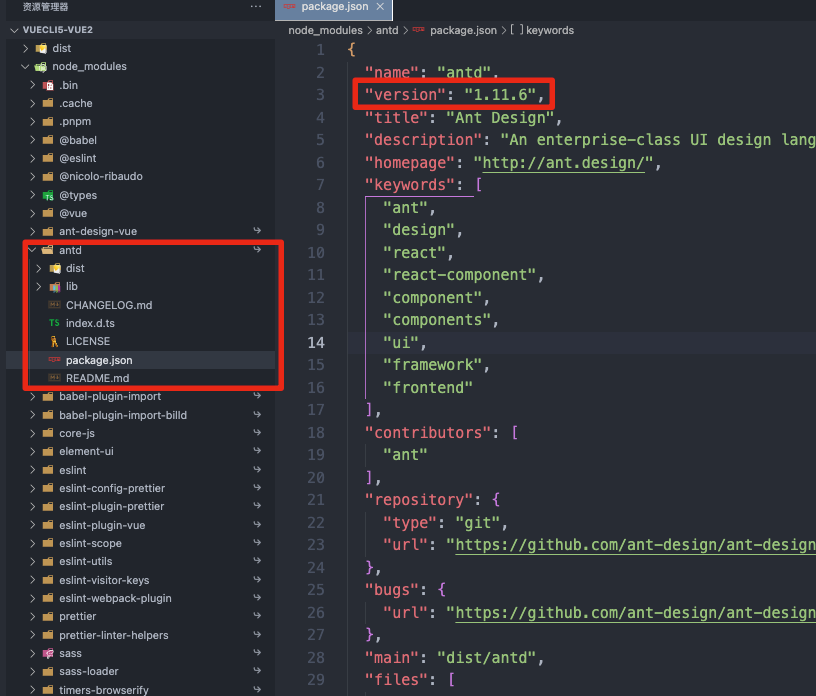 资源管理器
VUECLI5-VUE2
dist
node_modules
.bin
.cache
.pnpm
@babel
@eslint
@nicolo-ribaudo
@types
@vue
ant-design-vue
antd
dist
lib
CHANGELOG.md
TS index.d.ts
LICENSE
package.json
README.md
babel-plugin-import
babel-plugin-import-billd
core-js
element-ui
eslint
eslint-config-prettier
eslint-plugin-prettier
eslint-plugin-vue
eslint-scope
eslint-utils
eslint-visitor-keys
eslint-webpack-plugin
prettier
prettier-linter-helpers
sass
sass-loader
timers-browserify
package.json
node_modules > antd > package.json > [ ] keywords
1 {
2 "name": "antd",
3 "version": "1.11.6",
4 "title": "Ant Design",
5 "description": "An enterprise-class UI design lang
6 "homepage": "http://ant.design/",
7 "keywords": [
8 "ant",
9 "design",
10 "react",
11 "react-component",
12 "component",
13 "components",
14 "ui",
15 "framework",
16 "frontend"
17 ],
18 "contributors": [
19 "ant"
20 ],
21 "repository": {
22 "type": "git",
23 "url": "https://github.com/ant-design/ant-design
24 },
25 "bugs": {
26 "url": "https://github.com/ant-design/ant-design
27 },
28 "main": "dist/antd",
29 "files": [